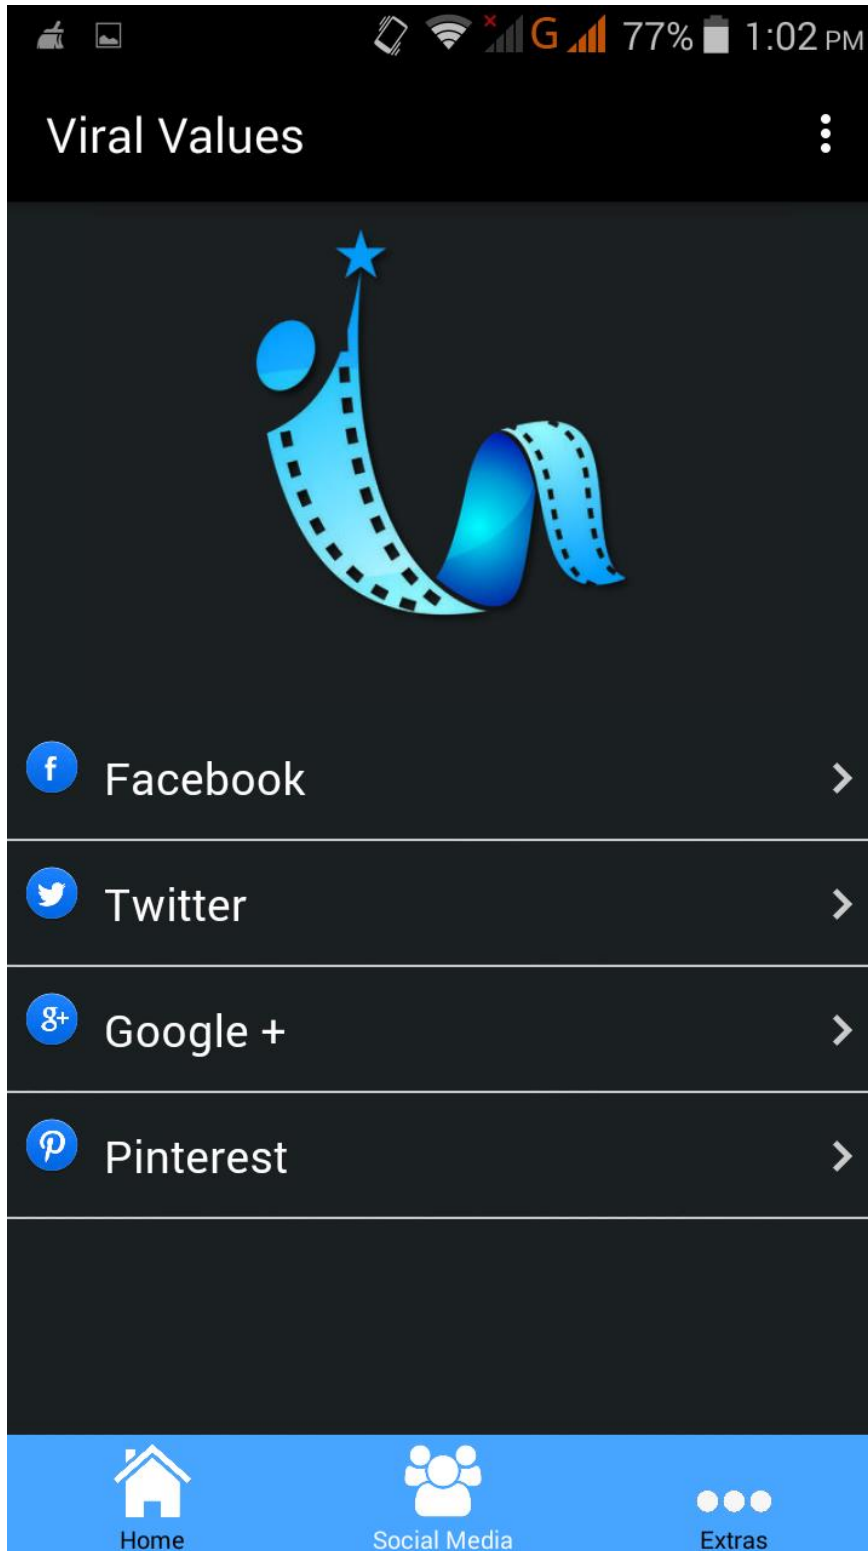 G 77% 1:02 PM
Viral Values
Facebook
Twitter
Google +
Pinterest
Home Social Media Extras